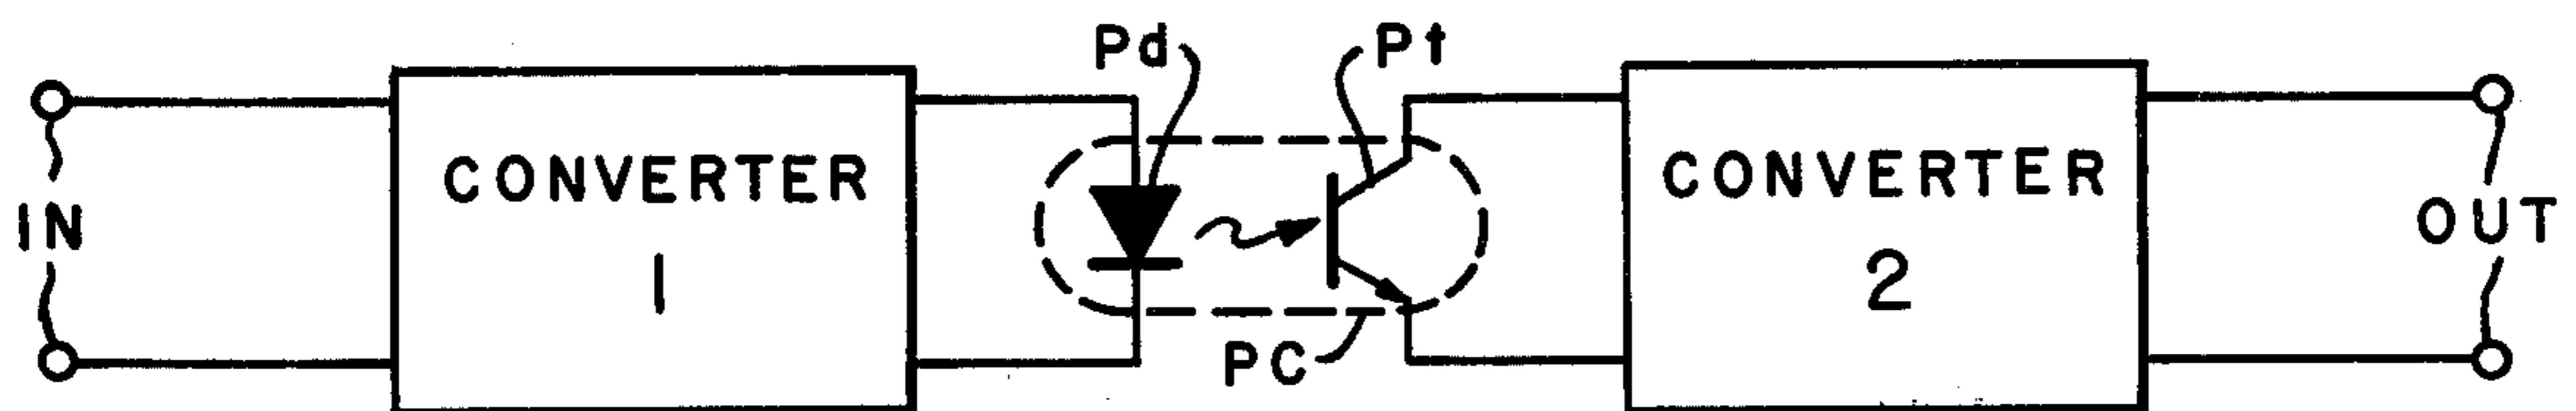 Pd
Pt
CONVERTER
1
CONVERTER
2
IN
OUT
PC